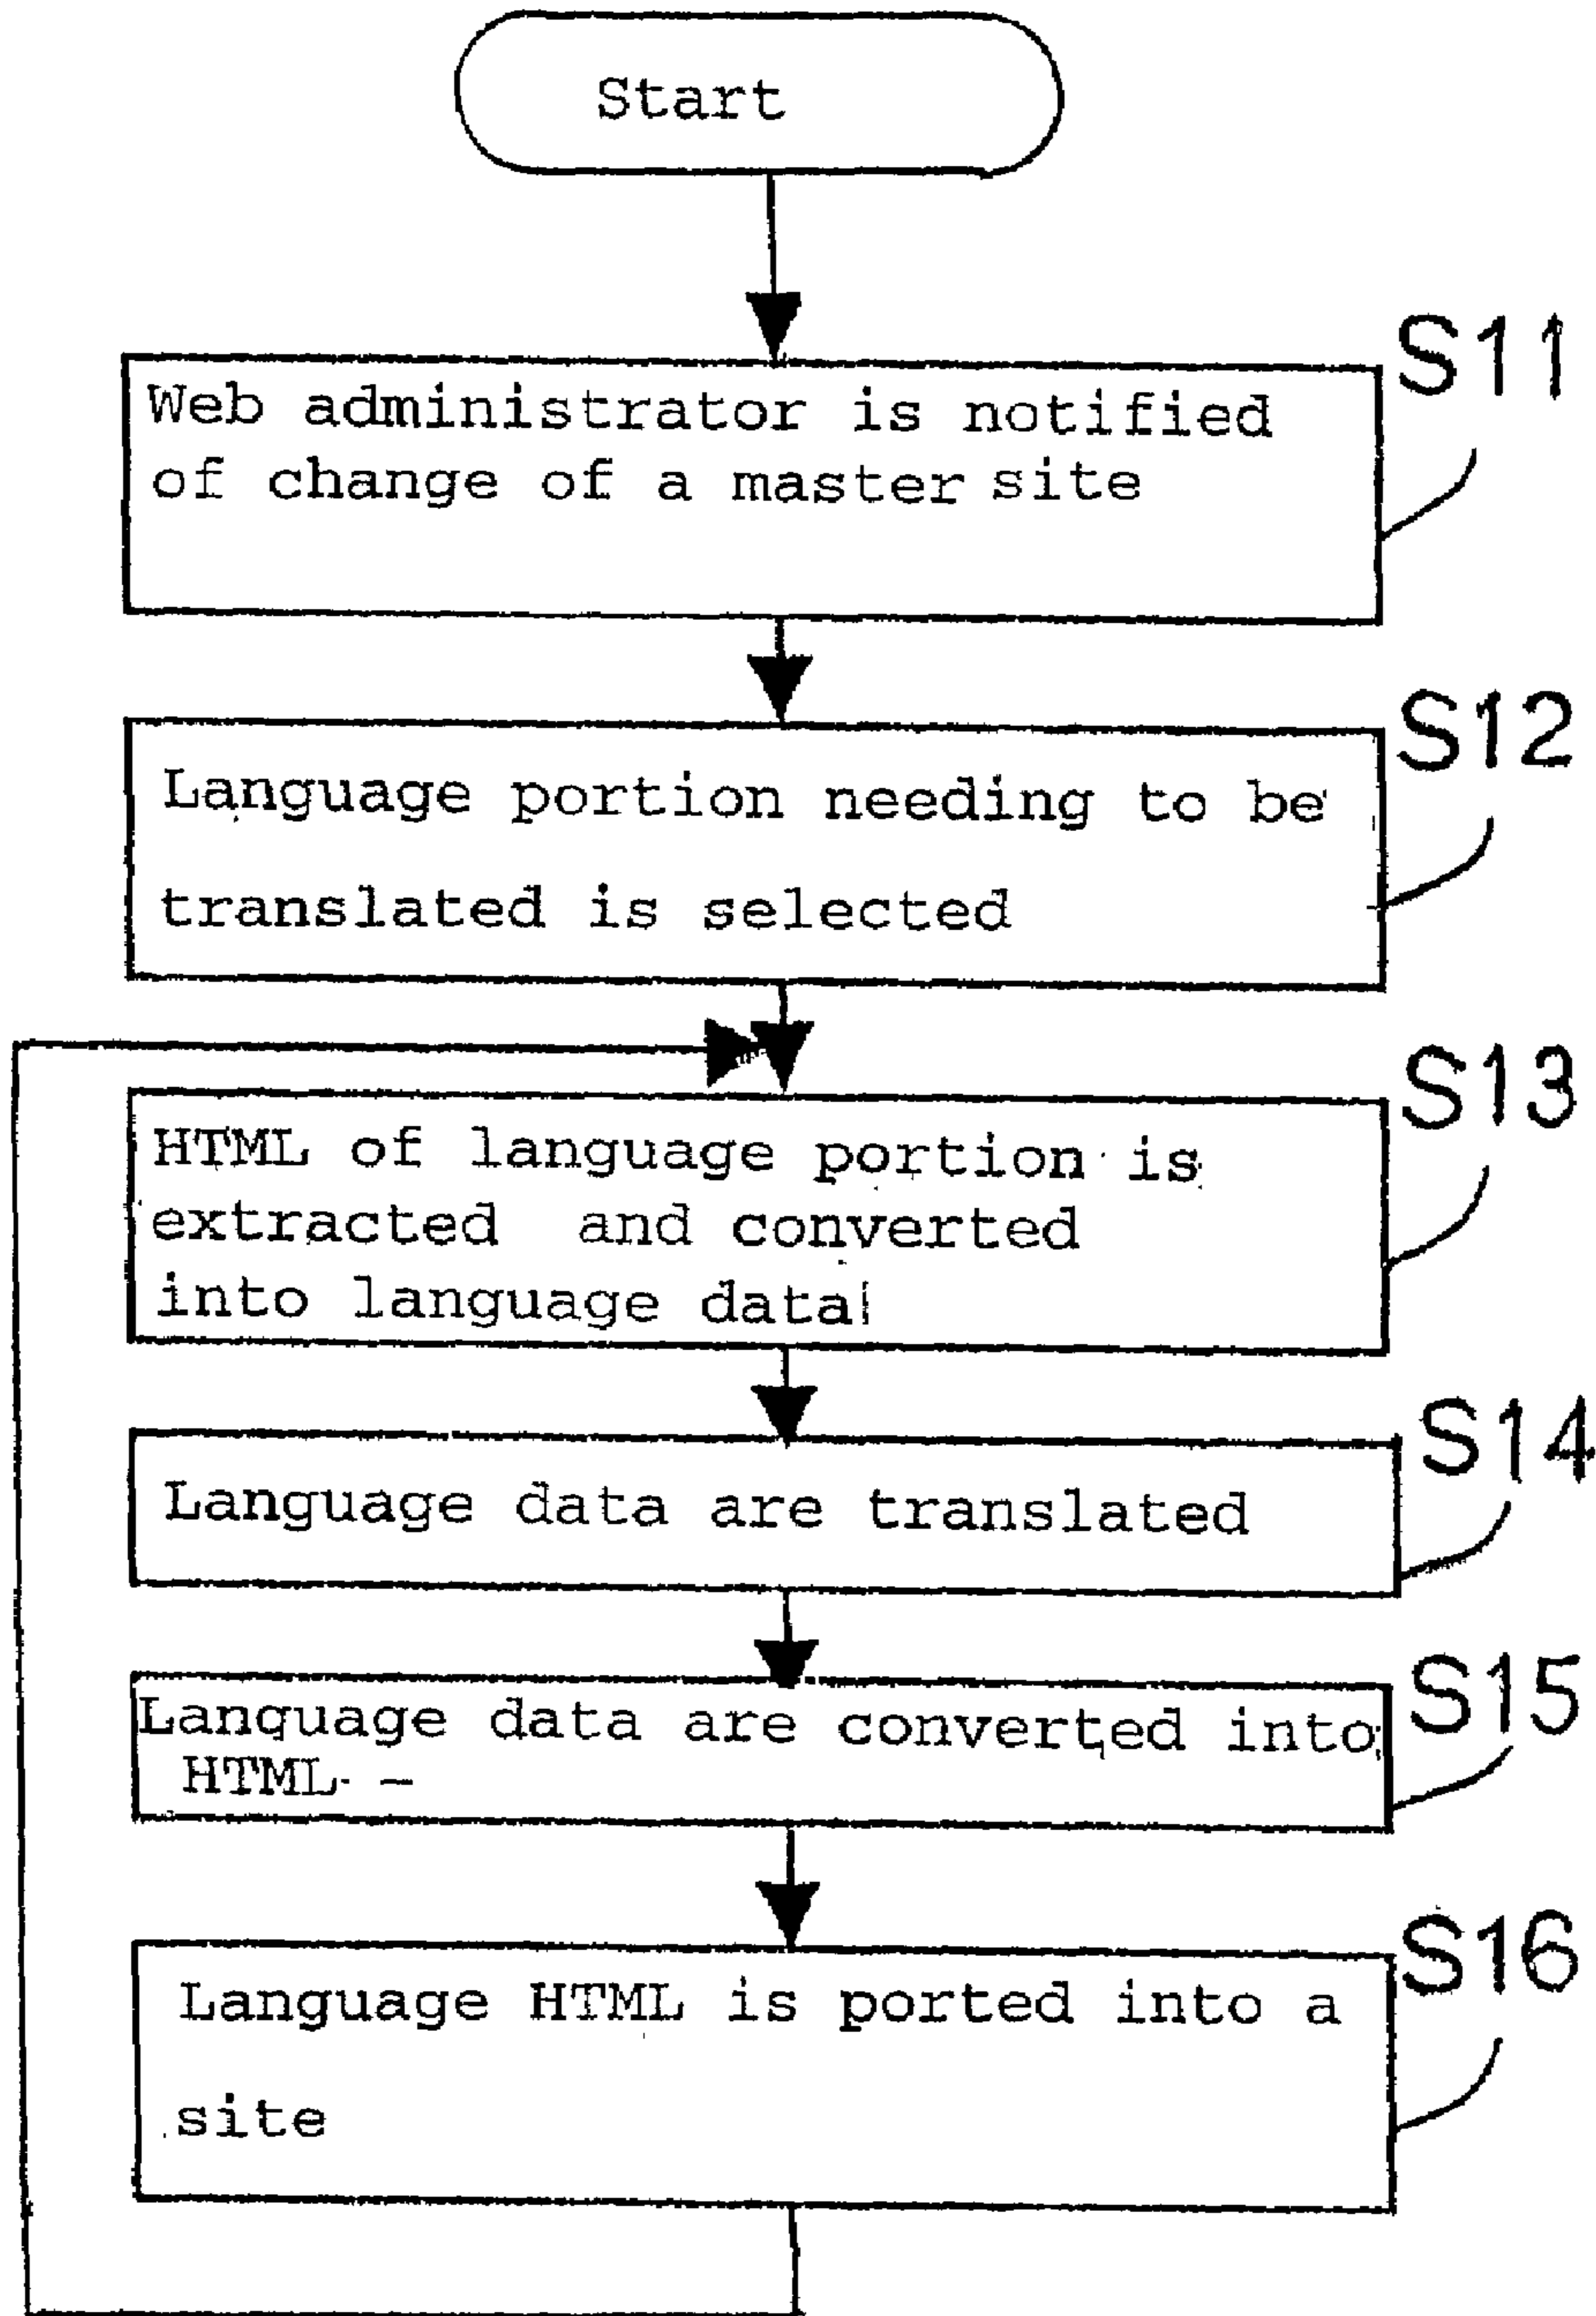 Start
S11
Web administrator is notified
of change of a master site
S12
Language portion needing to be
translated is selected
S13
HTML of language portion is
extracted and converted
into language data
S14
Language data are translated
S15
Language data are converted into
HTML
S16
Language HTML is ported into a
site